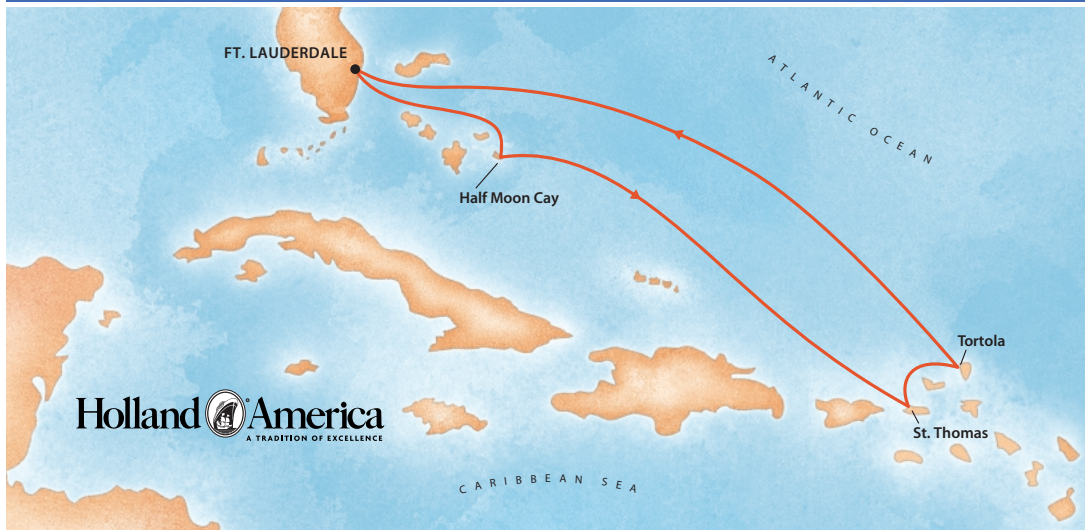 FT. LAUDERDALE
ATLANTIC OCEAN
Half Moon Cay
Tortola
Holland America
A TRADITION OF EXCELLENCE
St. Thomas
CARIBBEAN SEA